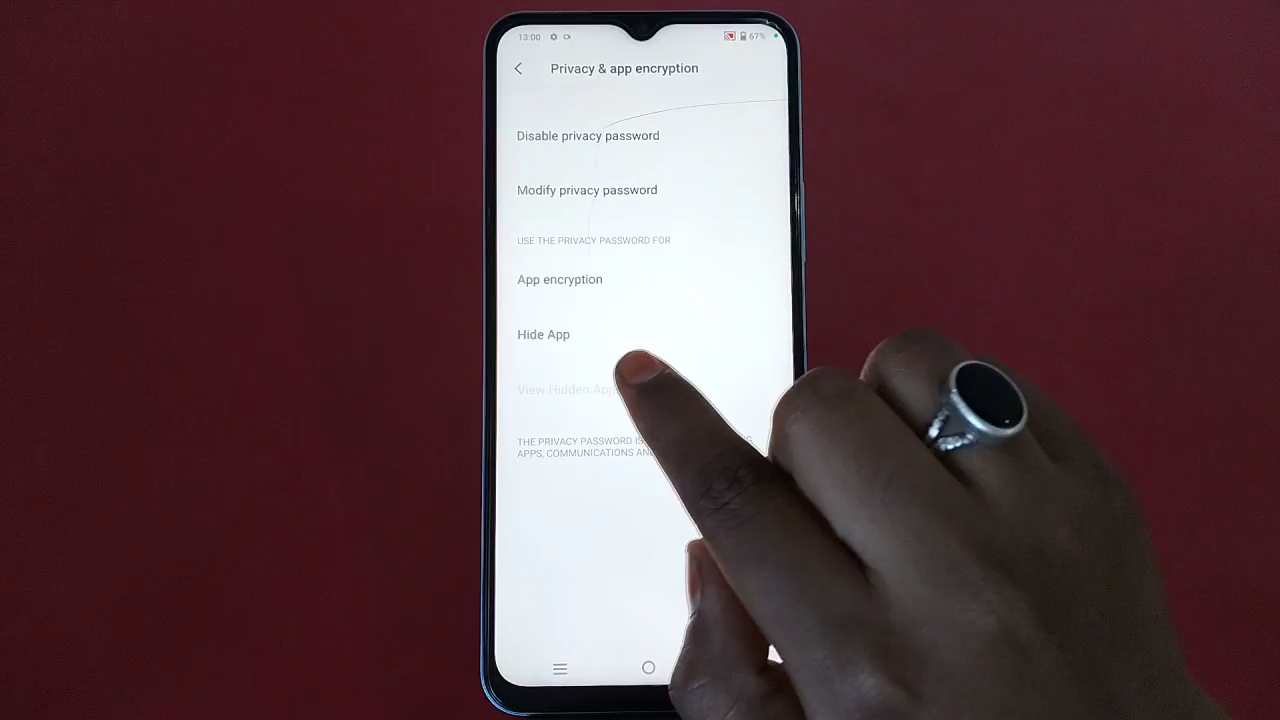 13:00 67%
Privacy & app encryption
Disable privacy password
Modify privacy password
USE THE PRIVACY PASSWORD FOR
App encryption
Hide App
View Hidden App
THE PRIVACY PASSWORD IS
APPS, COMMUNICATIONS AND